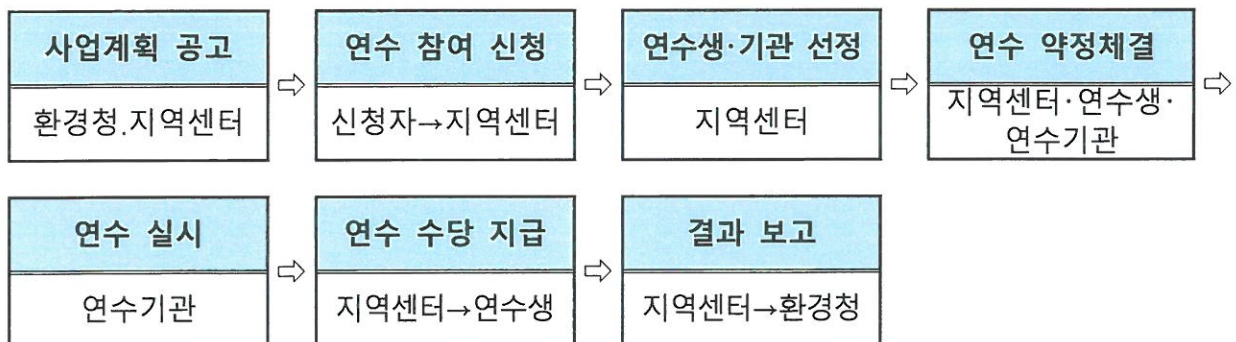 사업계획 공고
환경청.지역센터
⇨
연수 참여 신청
신청자→지역센터
⇨
연수생·기관 선정
지역센터
⇨
연수 약정체결
지역센터·연수생·
연수기관
⇨
연수 실시
연수기관
⇨
연수 수당 지급
지역센터→연수생
⇨
결과 보고
지역센터→환경청